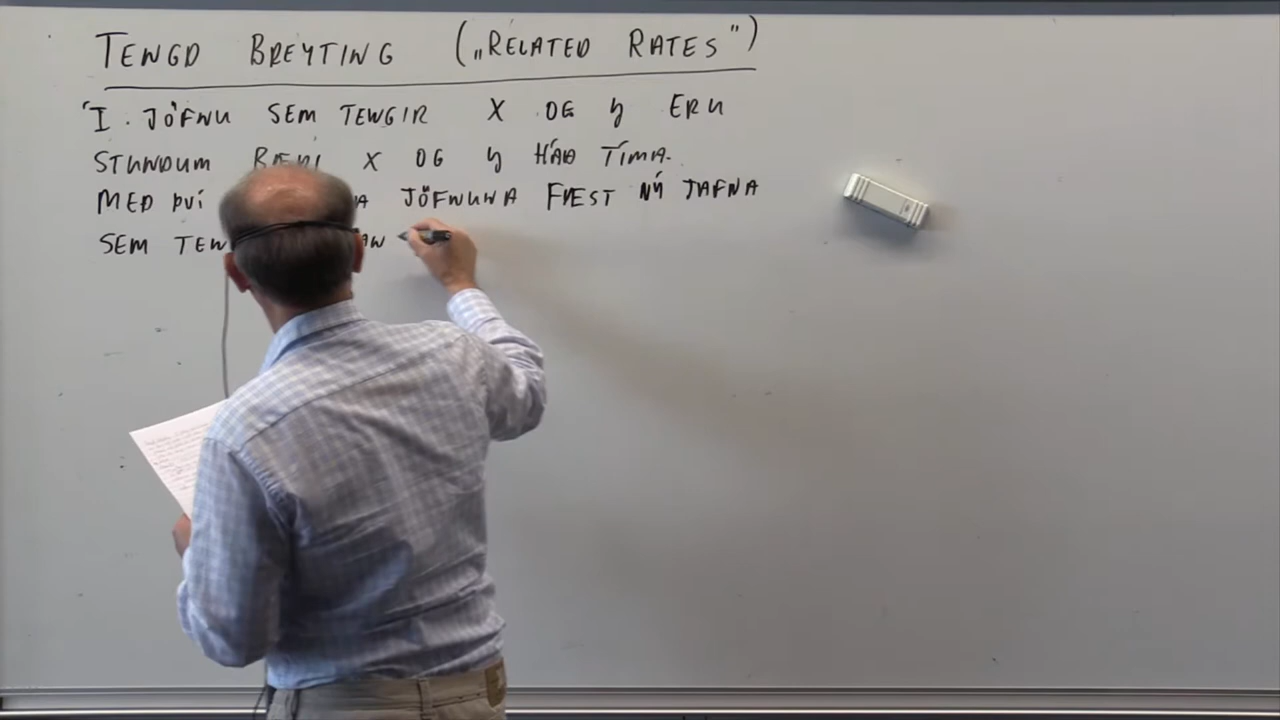 TENGD BREYTING („RELATED RATES")
Í JÖFNU SEM TENGIR X OG y ERU
STUNDUM BÆÐI X OG y HÁÐ TÍMA.
MEÐ ÞVÍ JÖFNUNA FÆST NÝ JAFNA
SEM